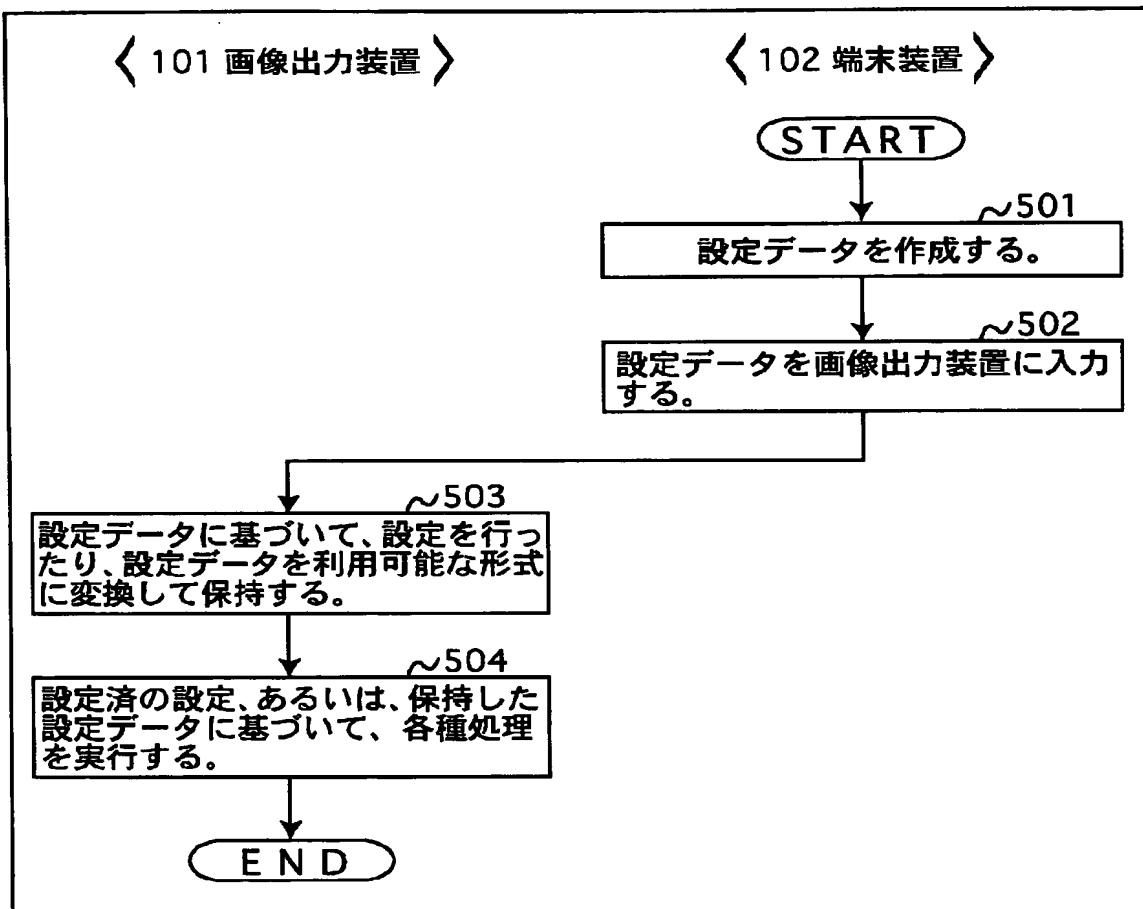 〈101 画像出力装置〉
〈102 端末装置〉
START
501
設定データを作成する。
502
設定データを画像出力装置に入力
する。
503
設定データに基づいて、設定を行っ
たり、設定データを利用可能な形式
に変換して保持する。
504
設定済の設定、あるいは、保持した
設定データに基づいて、各種処理
を実行する。
END